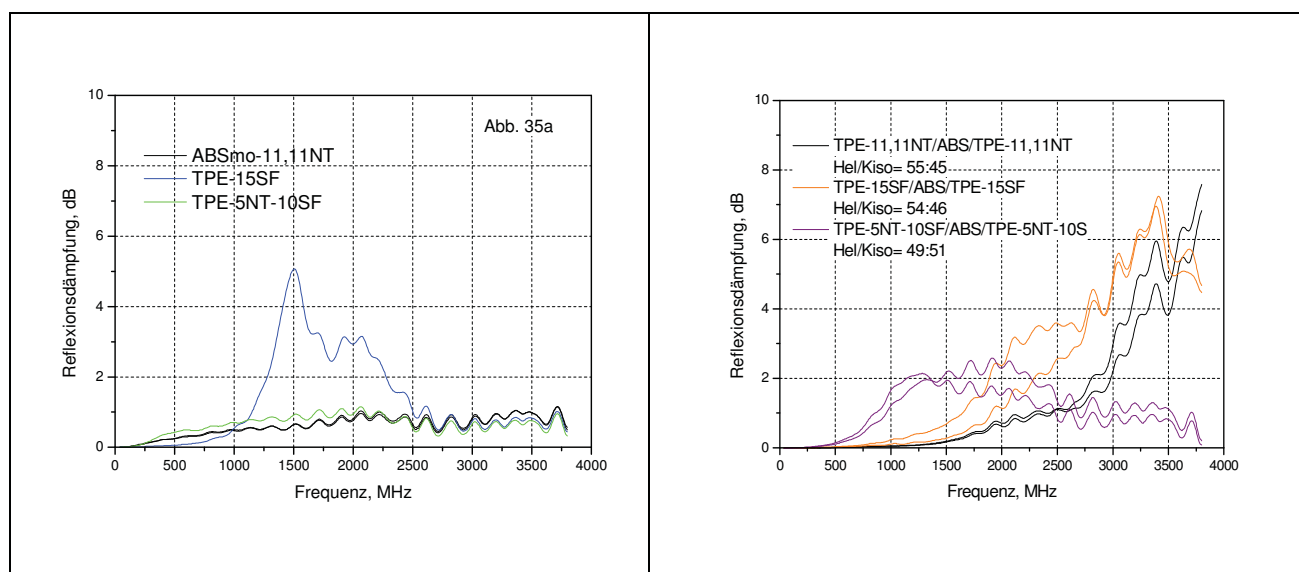 10
8
6
4
2
0
Reflexionsdämpfung, dB
Abb. 35a
ABSmo-11,11NT
TPE-15SF
TPE-5NT-10SF
0 500 1000 1500 2000 2500 3000 3500 4000
Frequenz, MHz
10
8
6
4
2
0
Reflexionsdämpfung, dB
TPE-11,11NT/ABS/TPE-11,11NT
Hel/Kiso= 55:45
TPE-15SF/ABS/TPE-15SF
Hel/Kiso= 54:46
TPE-5NT-10SF/ABS/TPE-5NT-10S
Hel/Kiso= 49:51
0 500 1000 1500 2000 2500 3000 3500 4000
Frequenz, MHz